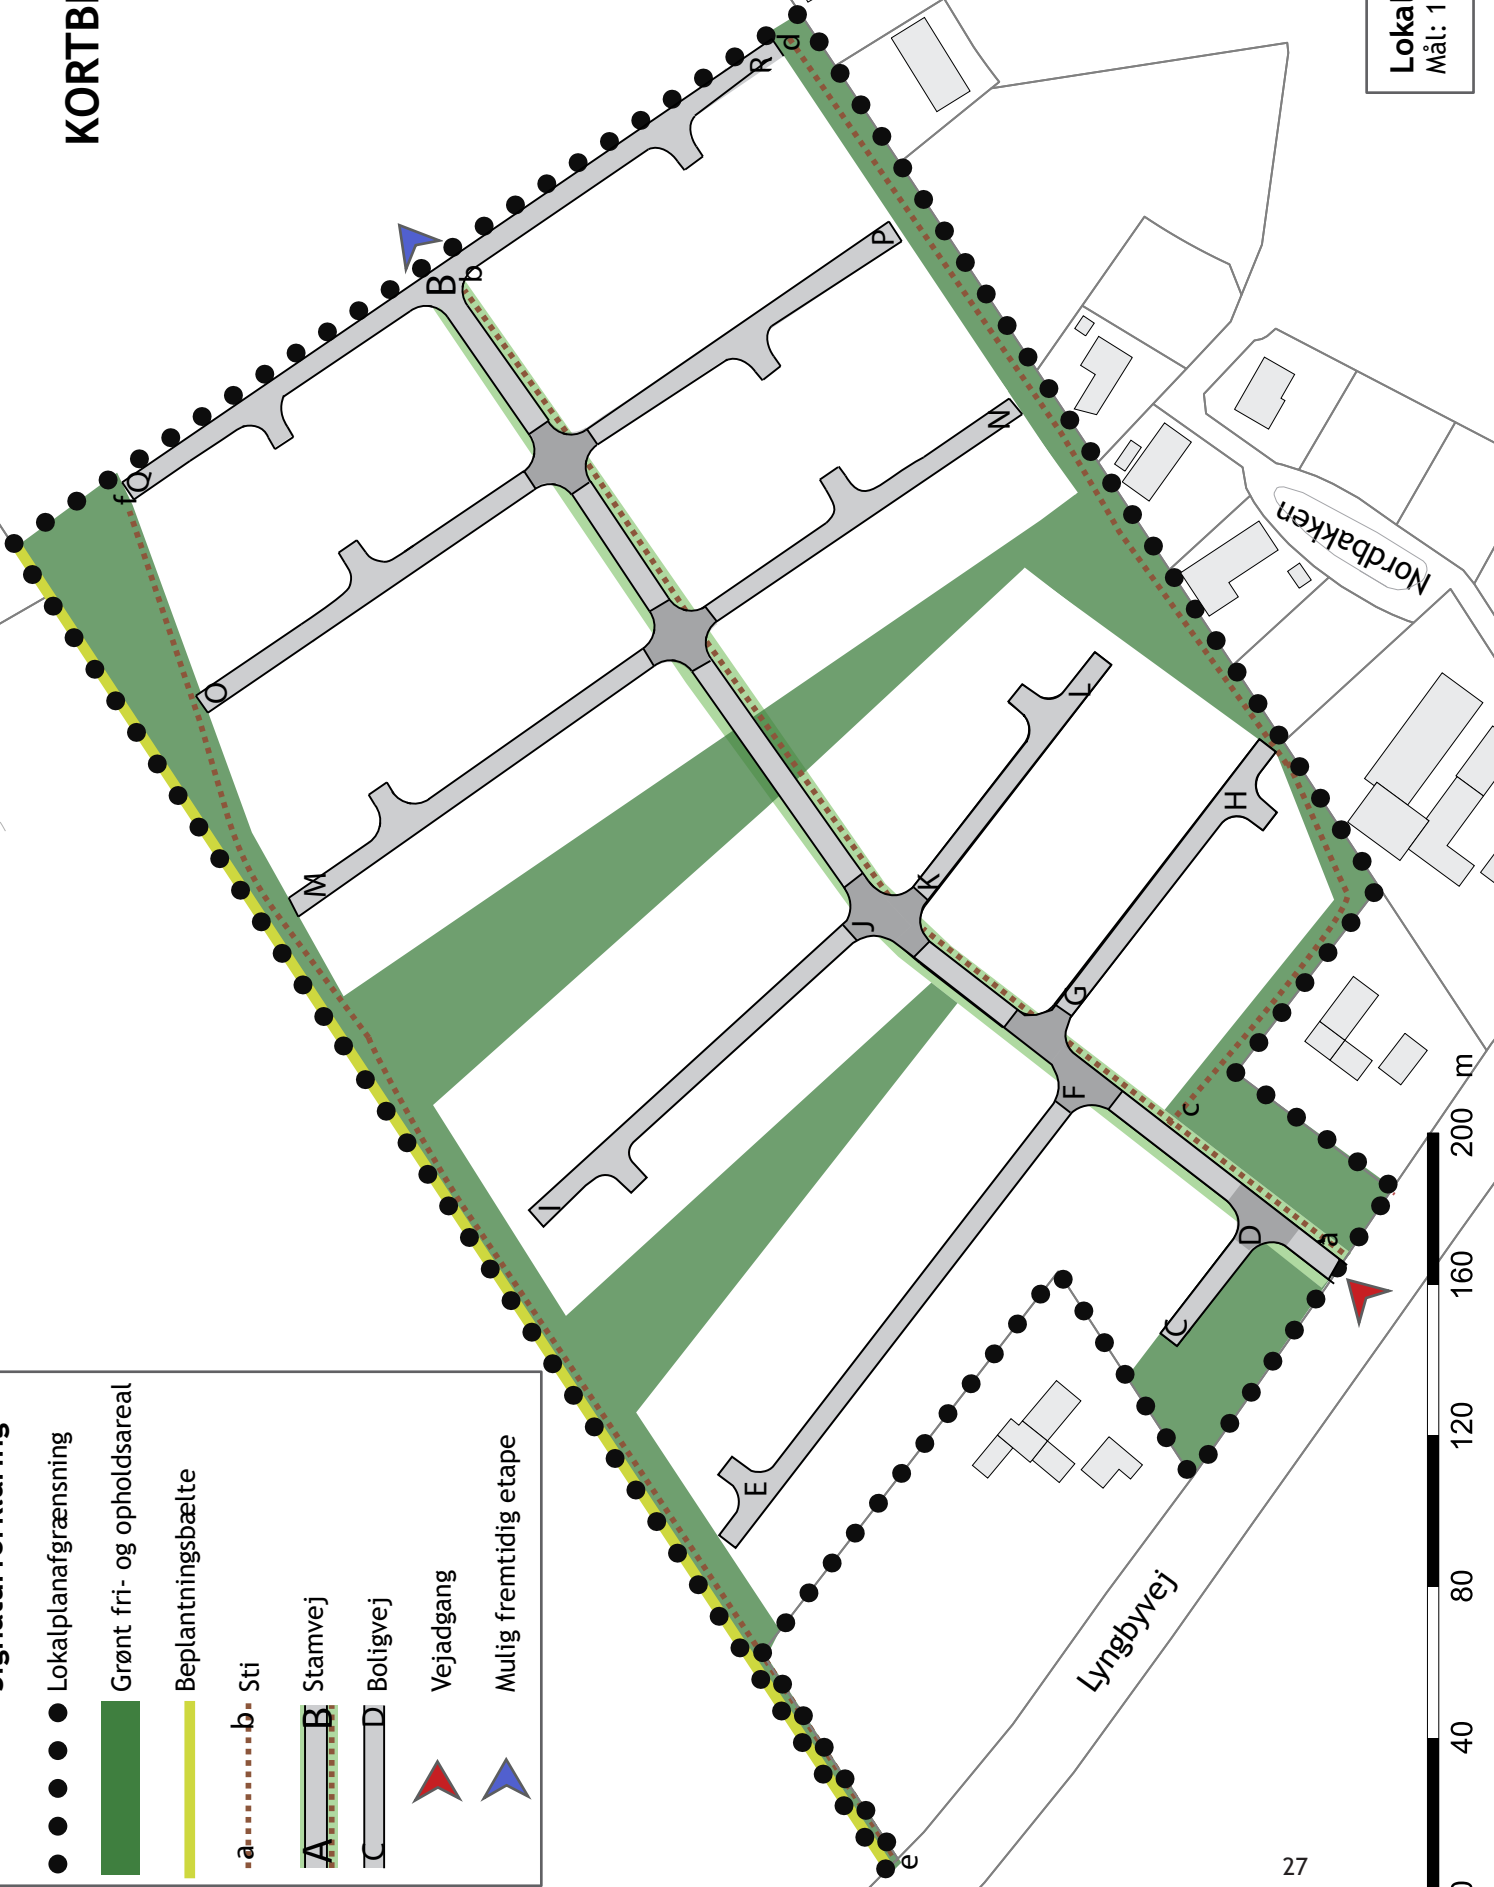 KORTB
Lokal
Mål: 1
Lokalplanafgrænsning
Grønt fri- og opholdsareal
Beplantningsbælte
a b Sti
A B Stamvej
C D Boligvej
Vejadgang
Mulig fremtidig etape
R
d
B
b
P
Q
f
N
O
M
L
K
J
H
G
F
I
E
D
C
c
a
e
Nordbakken
Lyngbyvej
40 80 120 160 200 m
27